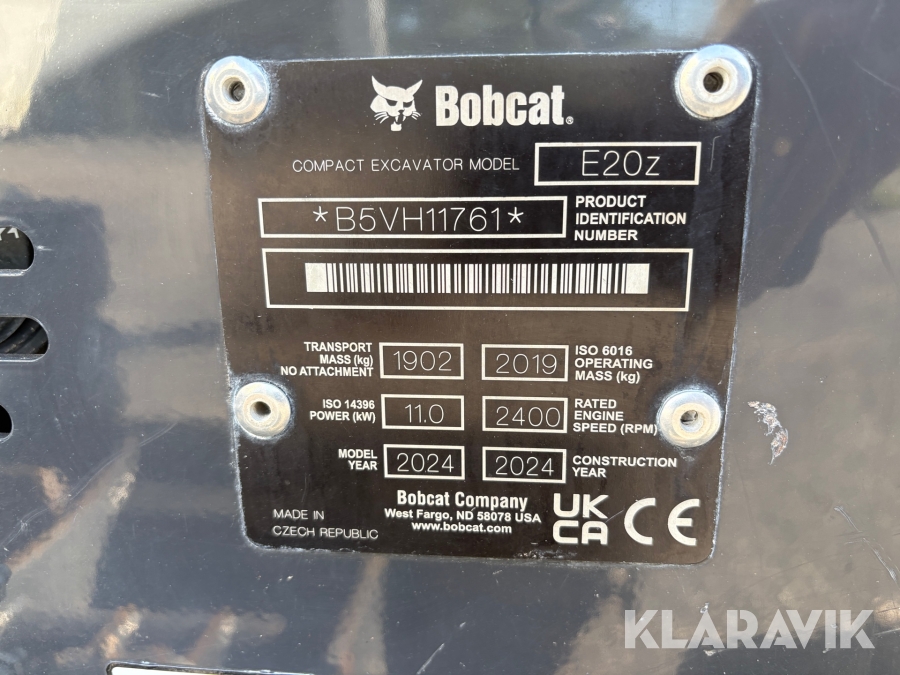 Bobcat®
COMPACT EXCAVATOR MODEL E20z
*B5VH11761*
PRODUCT
IDENTIFICATION
NUMBER
TRANSPORT
MASS (kg)
NO ATTACHMENT
1902
2019
ISO 6016
OPERATING
MASS (kg)
ISO 14396
POWER (kW)
11.0
2400
RATED
ENGINE
SPEED (RPM)
MODEL
YEAR
2024
2024
CONSTRUCTION
YEAR
MADE IN
CZECH REPUBLIC
Bobcat Company
West Fargo, ND 58078 USA
www.bobcat.com
UK
CA
CE
KLARAVIK